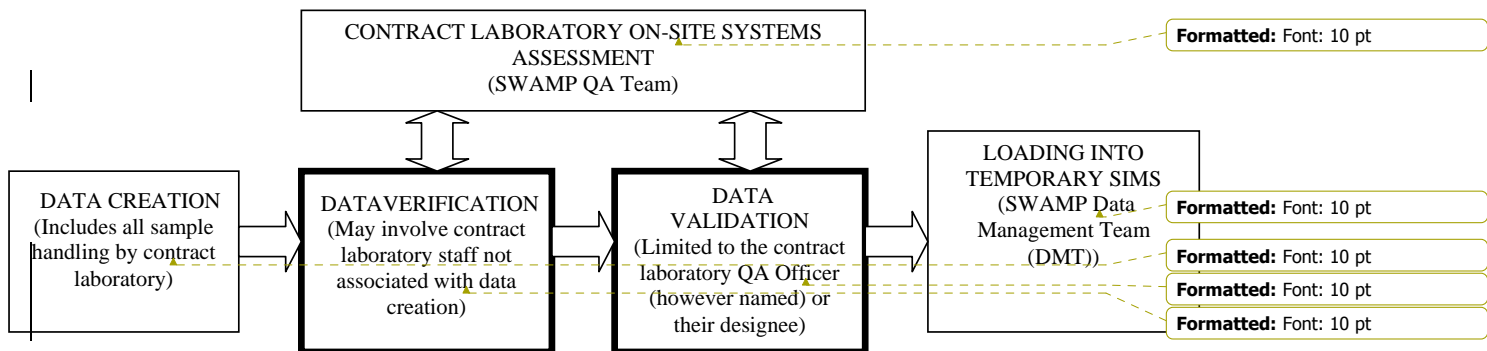 CONTRACT LABORATORY ON-SITE SYSTEMS
ASSESSMENT
(SWAMP QA Team)
Formatted: Font: 10 pt
DATA CREATION
(Includes all sample
handling by contract
laboratory)
DATAVERIFICATION
(May involve contract
laboratory staff not
associated with data
creation)
DATA
VALIDATION
(Limited to the contract
laboratory QA Officer
(however named) or
their designee)
LOADING INTO
TEMPORARY SIMS
(SWAMP Data
Management Team
(DMT))
Formatted: Font: 10 pt
Formatted: Font: 10 pt
Formatted: Font: 10 pt
Formatted: Font: 10 pt